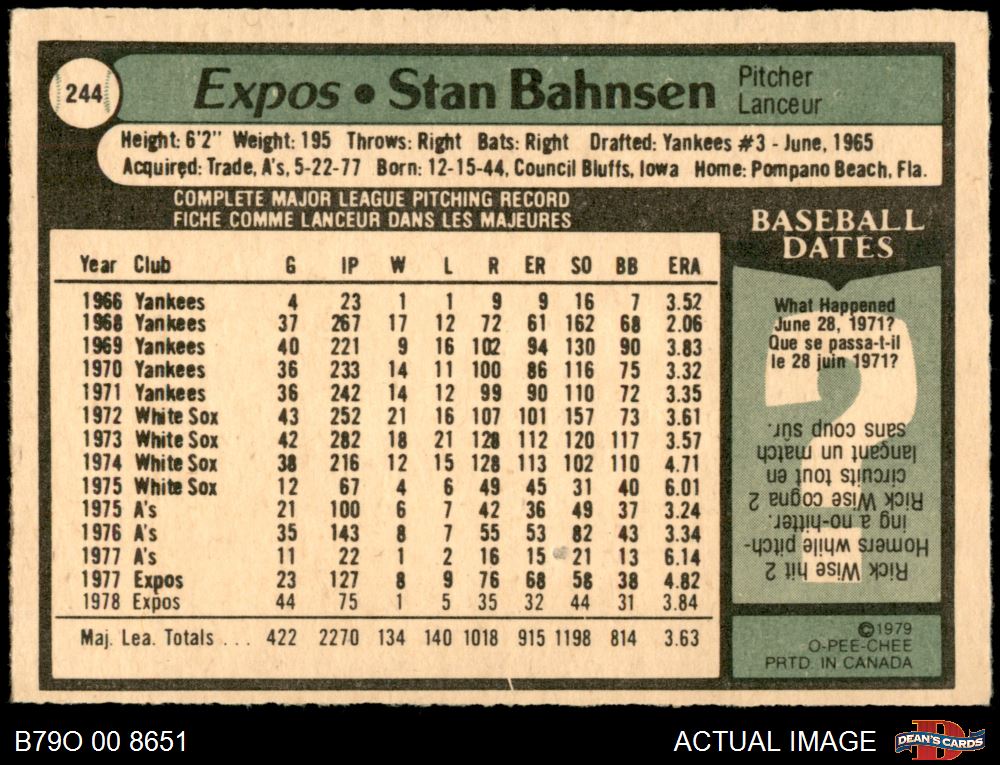 244
Expos • Stan Bahnsen
Pitcher
Lanceur
Height: 6'2" Weight: 195 Throws: Right Bats: Right Drafted: Yankees #3 - June, 1965
Acquired: Trade, A's, 5-22-77 Born: 12-15-44, Council Bluffs, Iowa Home: Pompano Beach, Fla.
COMPLETE MAJOR LEAGUE PITCHING RECORD
FICHE COMME LANCEUR DANS LES MAJEURES
Year Club G IP W L R ER SO BB ERA
1966 Yankees 4 23 1 1 9 9 16 7 3.52
1968 Yankees 37 267 17 12 72 61 162 68 2.06
1969 Yankees 40 221 9 16 102 94 130 90 3.83
1970 Yankees 36 233 14 11 100 86 116 75 3.32
1971 Yankees 36 242 14 12 99 90 110 72 3.35
1972 White Sox 43 252 21 16 107 101 157 73 3.61
1973 White Sox 42 282 18 21 128 112 120 117 3.57
1974 White Sox 38 216 12 15 128 113 102 110 4.71
1975 White Sox 12 67 4 6 49 45 31 40 6.01
1975 A's 21 100 6 7 42 36 49 37 3.24
1976 A's 35 143 8 7 55 53 82 43 3.34
1977 A's 11 22 1 2 16 15 21 13 6.14
1977 Expos 23 127 8 9 76 68 58 38 4.82
1978 Expos 44 75 1 5 35 32 44 31 3.84
Maj. Lea. Totals . . . 422 2270 134 140 1018 915 1198 814 3.63
BASEBALL
DATES
What Happened
June 28, 1971?
Que se passa-t-il
le 28 juin 1971?
Rick Wise hit 2
Homers while pitch-
ing a no-hitter.
Rick Wise cogna 2
circuits tout en
lançant un match
sans coup sûr.
©1979
O-PEE-CHEE
PRTD. IN CANADA
B79O 00 8651
ACTUAL IMAGE
DEAN'S CARDS